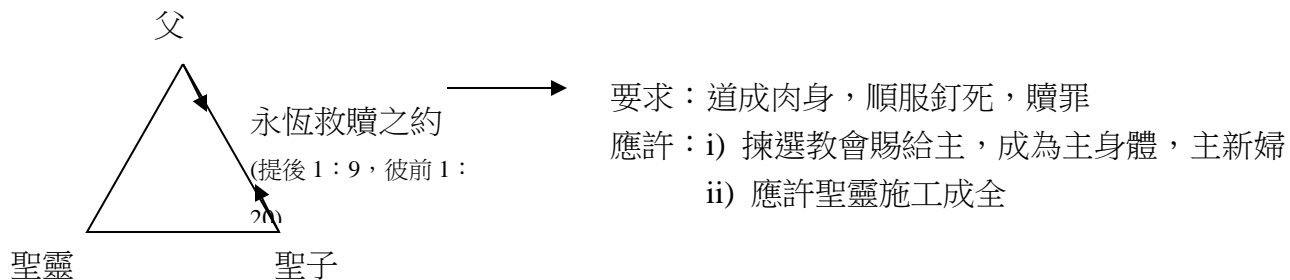 父
永恆救贖之約
(提後 1：9，彼前 1：
20)
聖靈
聖子
要求：道成肉身，順服釘死，贖罪
應許：i) 揀選教會賜給主，成為主身體，主新婦
ii) 應許聖靈施工成全